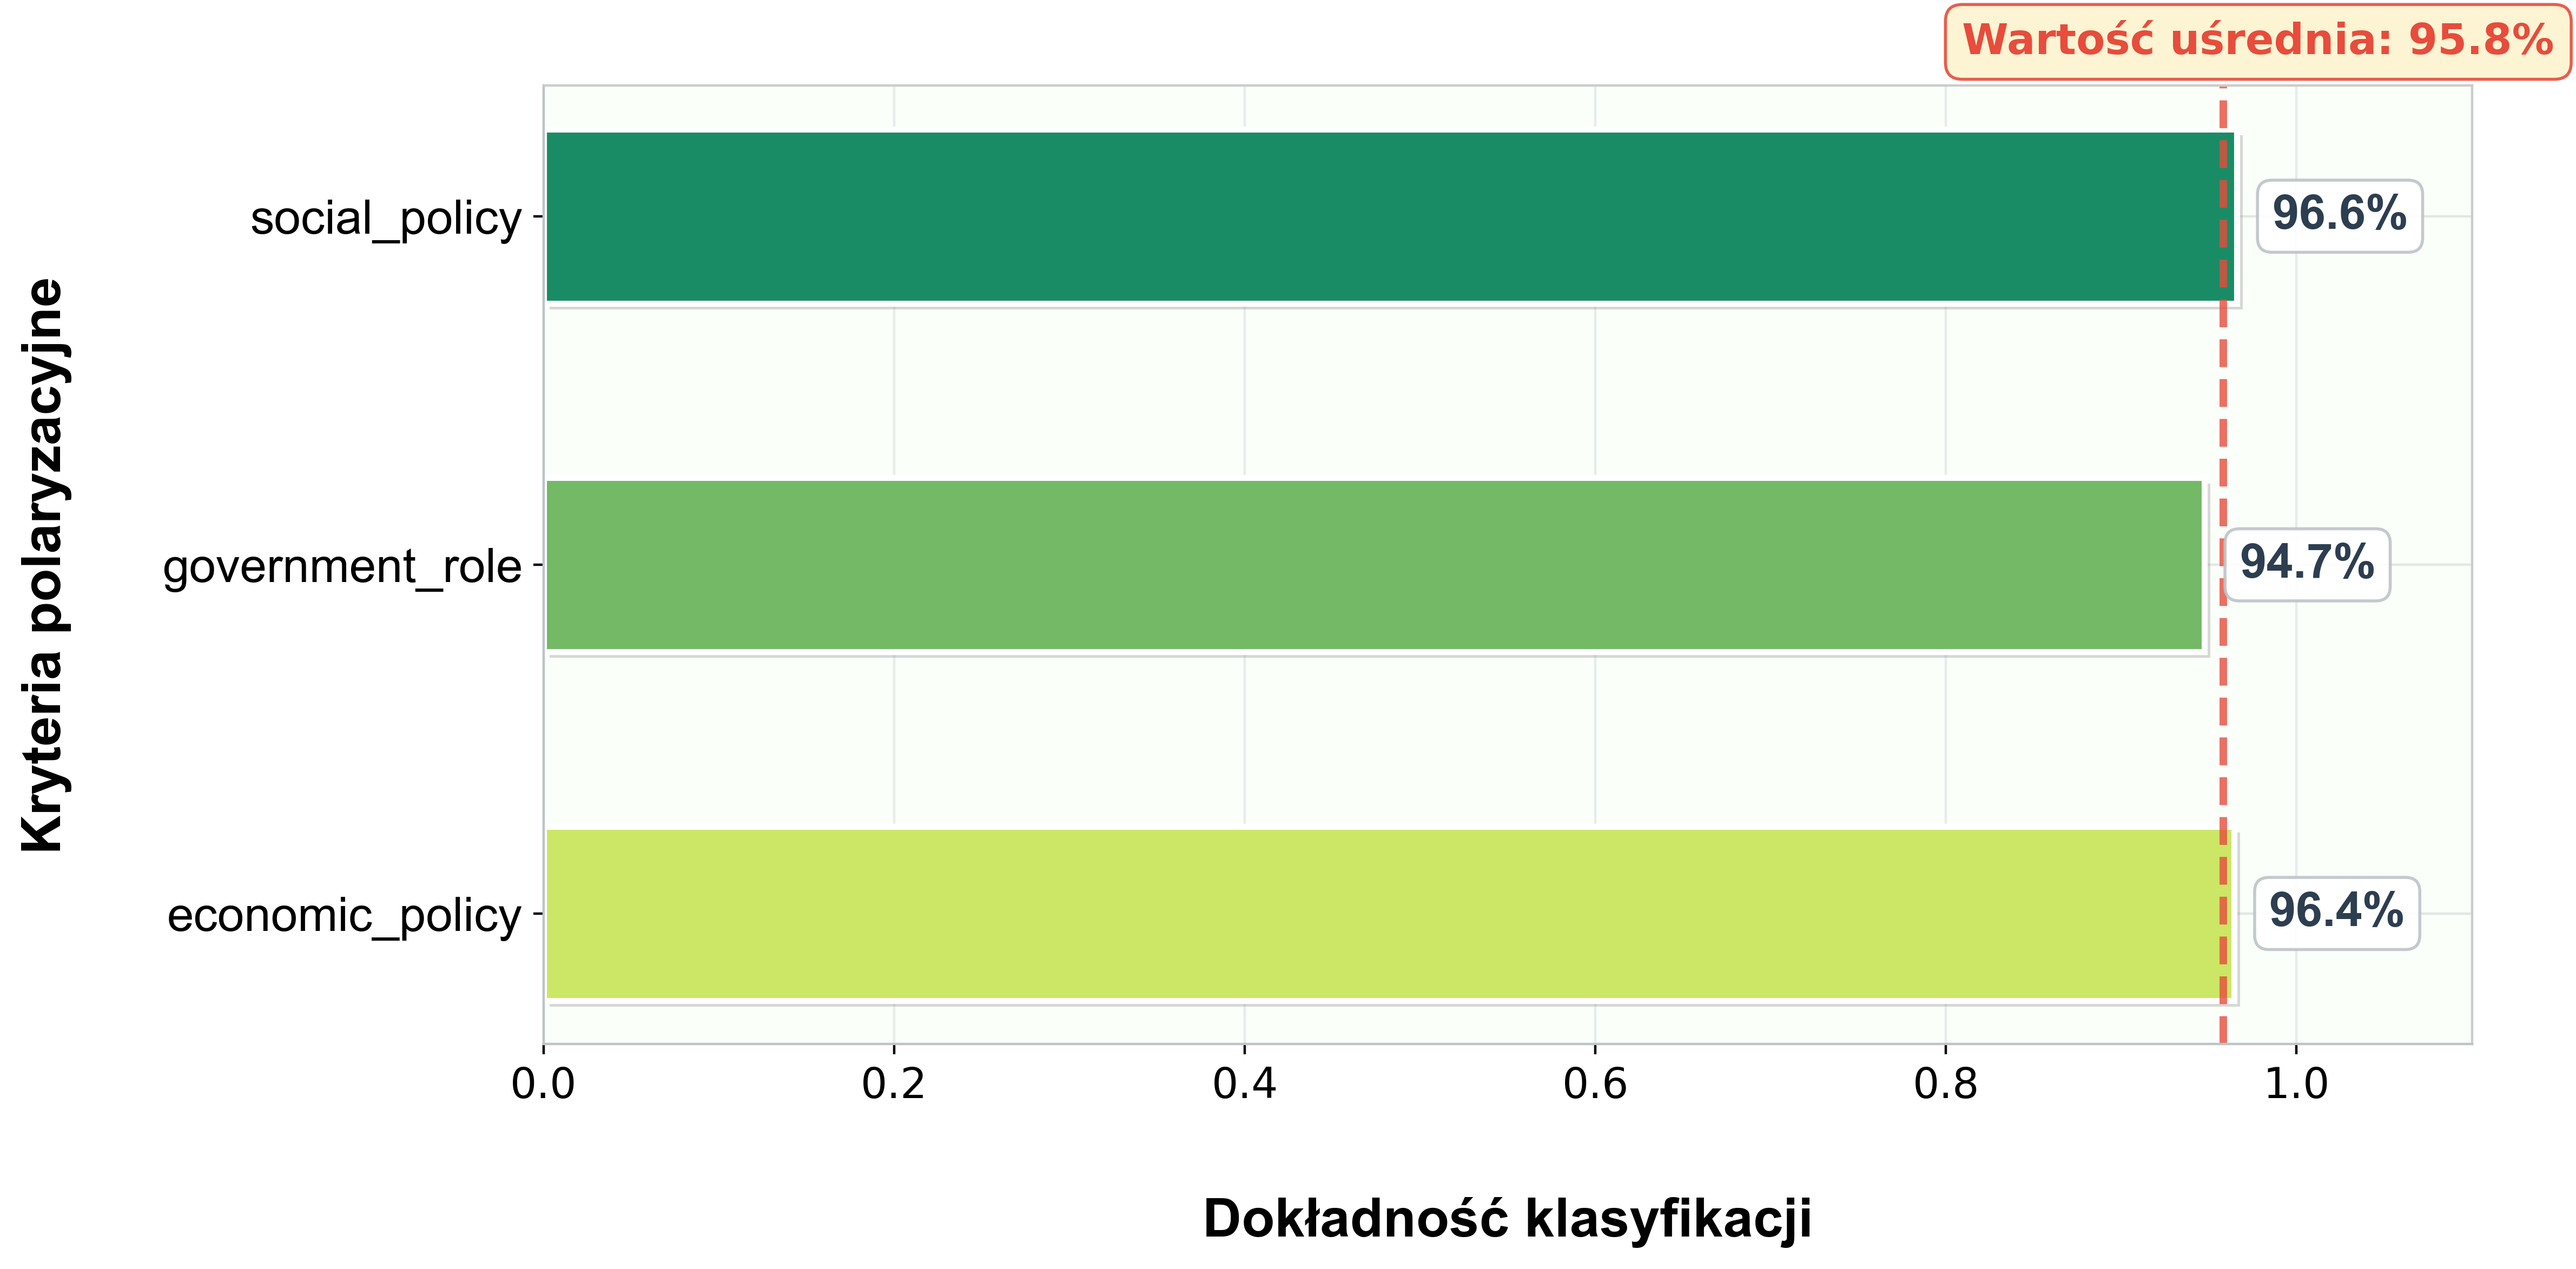 Wartość uśrednia: 95.8%
Kryteria polaryzacyjne
social_policy
96.6%
government_role
94.7%
economic_policy
96.4%
0.0 0.2 0.4 0.6 0.8 1.0
Dokładność klasyfikacji